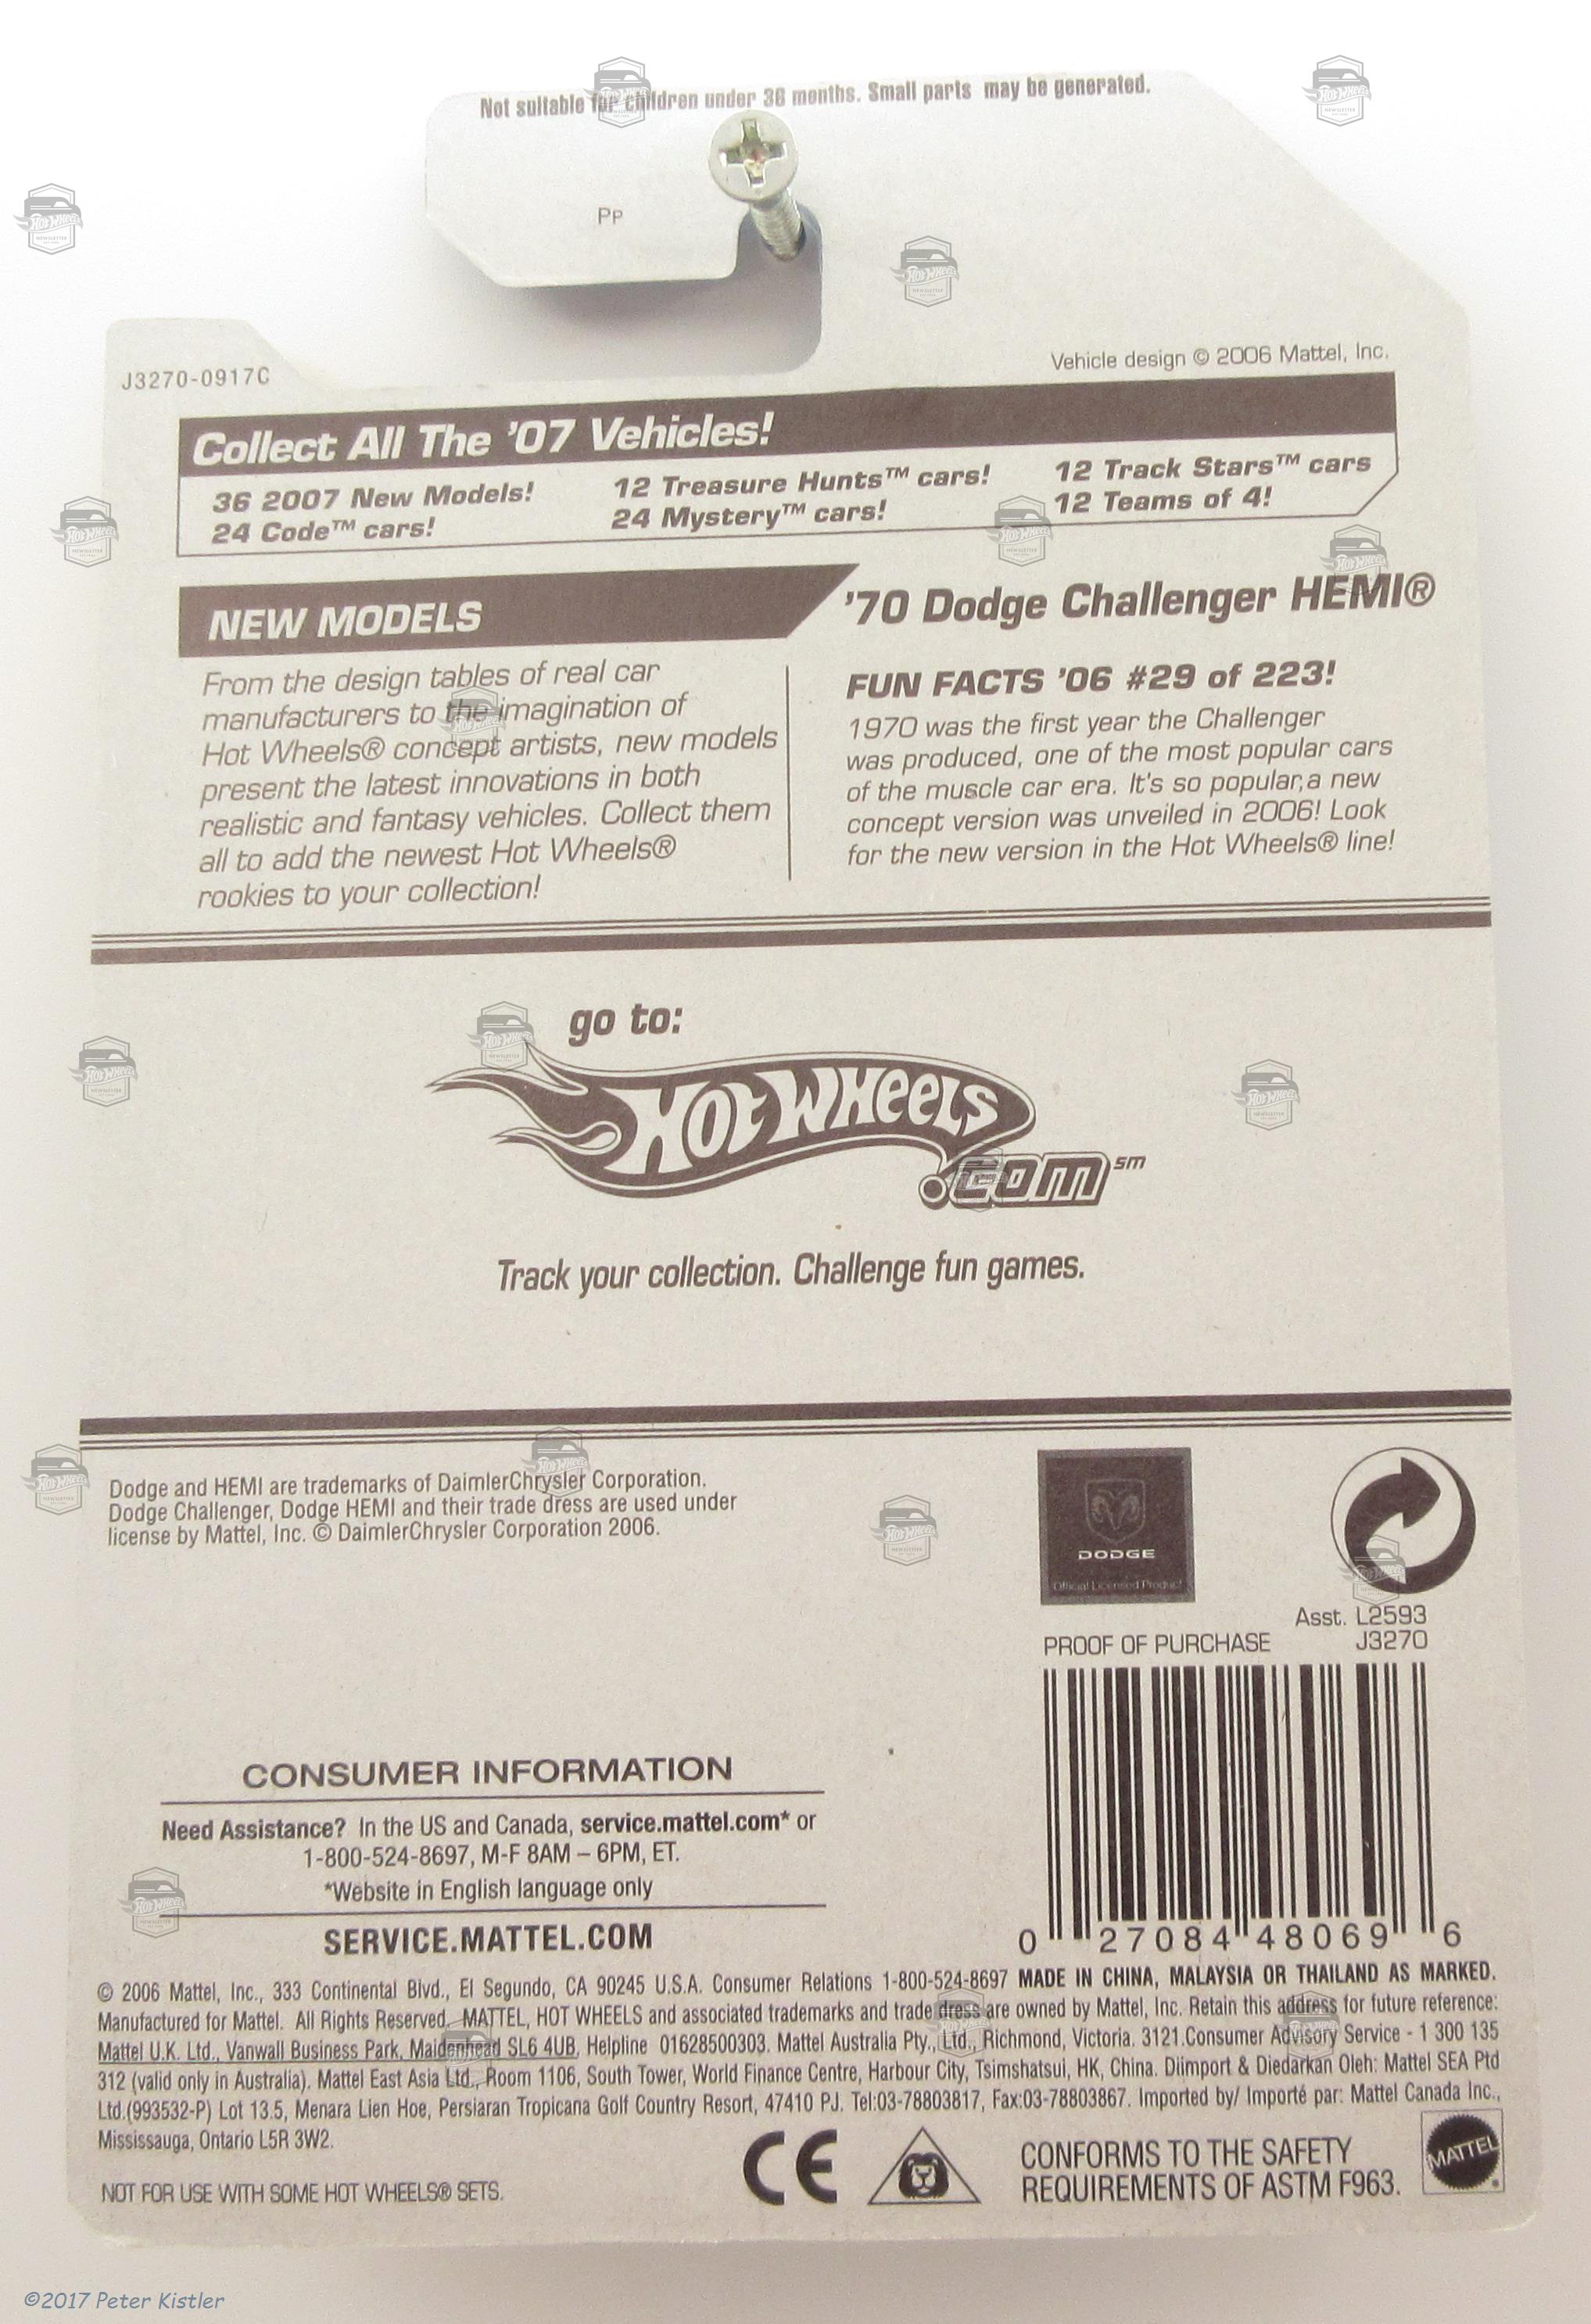 Not suitable for children under 36 months. Small parts may be generated.
Pp
J3270-0917C
Vehicle design © 2006 Mattel, Inc.
Collect All The '07 Vehicles!
36 2007 New Models!
24 Code™ cars!
12 Treasure Hunts™ cars!
24 Mystery™ cars!
12 Track Stars™ cars
12 Teams of 4!
NEW MODELS
From the design tables of real car
manufacturers to the imagination of
Hot Wheels® concept artists, new models
present the latest innovations in both
realistic and fantasy vehicles. Collect them
all to add the newest Hot Wheels®
rookies to your collection!
'70 Dodge Challenger HEMI®
FUN FACTS '06 #29 of 223!
1970 was the first year the Challenger
was produced, one of the most popular cars
of the muscle car era. It's so popular,a new
concept version was unveiled in 2006! Look
for the new version in the Hot Wheels® line!
go to:
HOT WHEELS
.com℠
Track your collection. Challenge fun games.
Dodge and HEMI are trademarks of DaimlerChrysler Corporation.
Dodge Challenger, Dodge HEMI and their trade dress are used under
license by Mattel, Inc. © DaimlerChrysler Corporation 2006.
DODGE
Official Licensed Product
Asst. L2593
PROOF OF PURCHASE J3270
0 27084 48069 6
CONSUMER INFORMATION
Need Assistance? In the US and Canada, service.mattel.com* or
1-800-524-8697, M-F 8AM – 6PM, ET.
*Website in English language only
SERVICE.MATTEL.COM
© 2006 Mattel, Inc., 333 Continental Blvd., El Segundo, CA 90245 U.S.A. Consumer Relations 1-800-524-8697 MADE IN CHINA, MALAYSIA OR THAILAND AS MARKED.
Manufactured for Mattel. All Rights Reserved. MATTEL, HOT WHEELS and associated trademarks and trade dress are owned by Mattel, Inc. Retain this address for future reference:
Mattel U.K. Ltd., Vanwall Business Park, Maidenhead SL6 4UB. Helpline 01628500303. Mattel Australia Pty., Ltd., Richmond, Victoria. 3121.Consumer Advisory Service - 1 300 135
312 (valid only in Australia). Mattel East Asia Ltd., Room 1106, South Tower, World Finance Centre, Harbour City, Tsimshatsui, HK, China. Diimport & Diedarkan Oleh: Mattel SEA Ptd
Ltd.(993532-P) Lot 13.5, Menara Lien Hoe, Persiaran Tropicana Golf Country Resort, 47410 PJ. Tel:03-78803817, Fax:03-78803867. Imported by/ Importé par: Mattel Canada Inc.,
Mississauga, Ontario L5R 3W2.
NOT FOR USE WITH SOME HOT WHEELS® SETS.
CE
CONFORMS TO THE SAFETY
REQUIREMENTS OF ASTM F963.
MATTEL
©2017 Peter Kistler